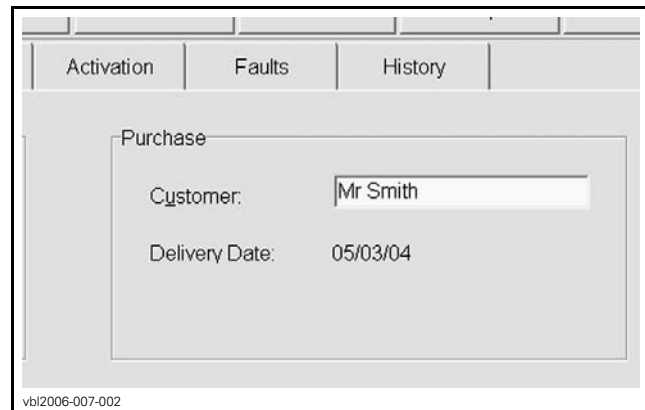 Activation Faults History
Purchase
Customer: Mr Smith
Delivery Date: 05/03/04
vbl2006-007-002